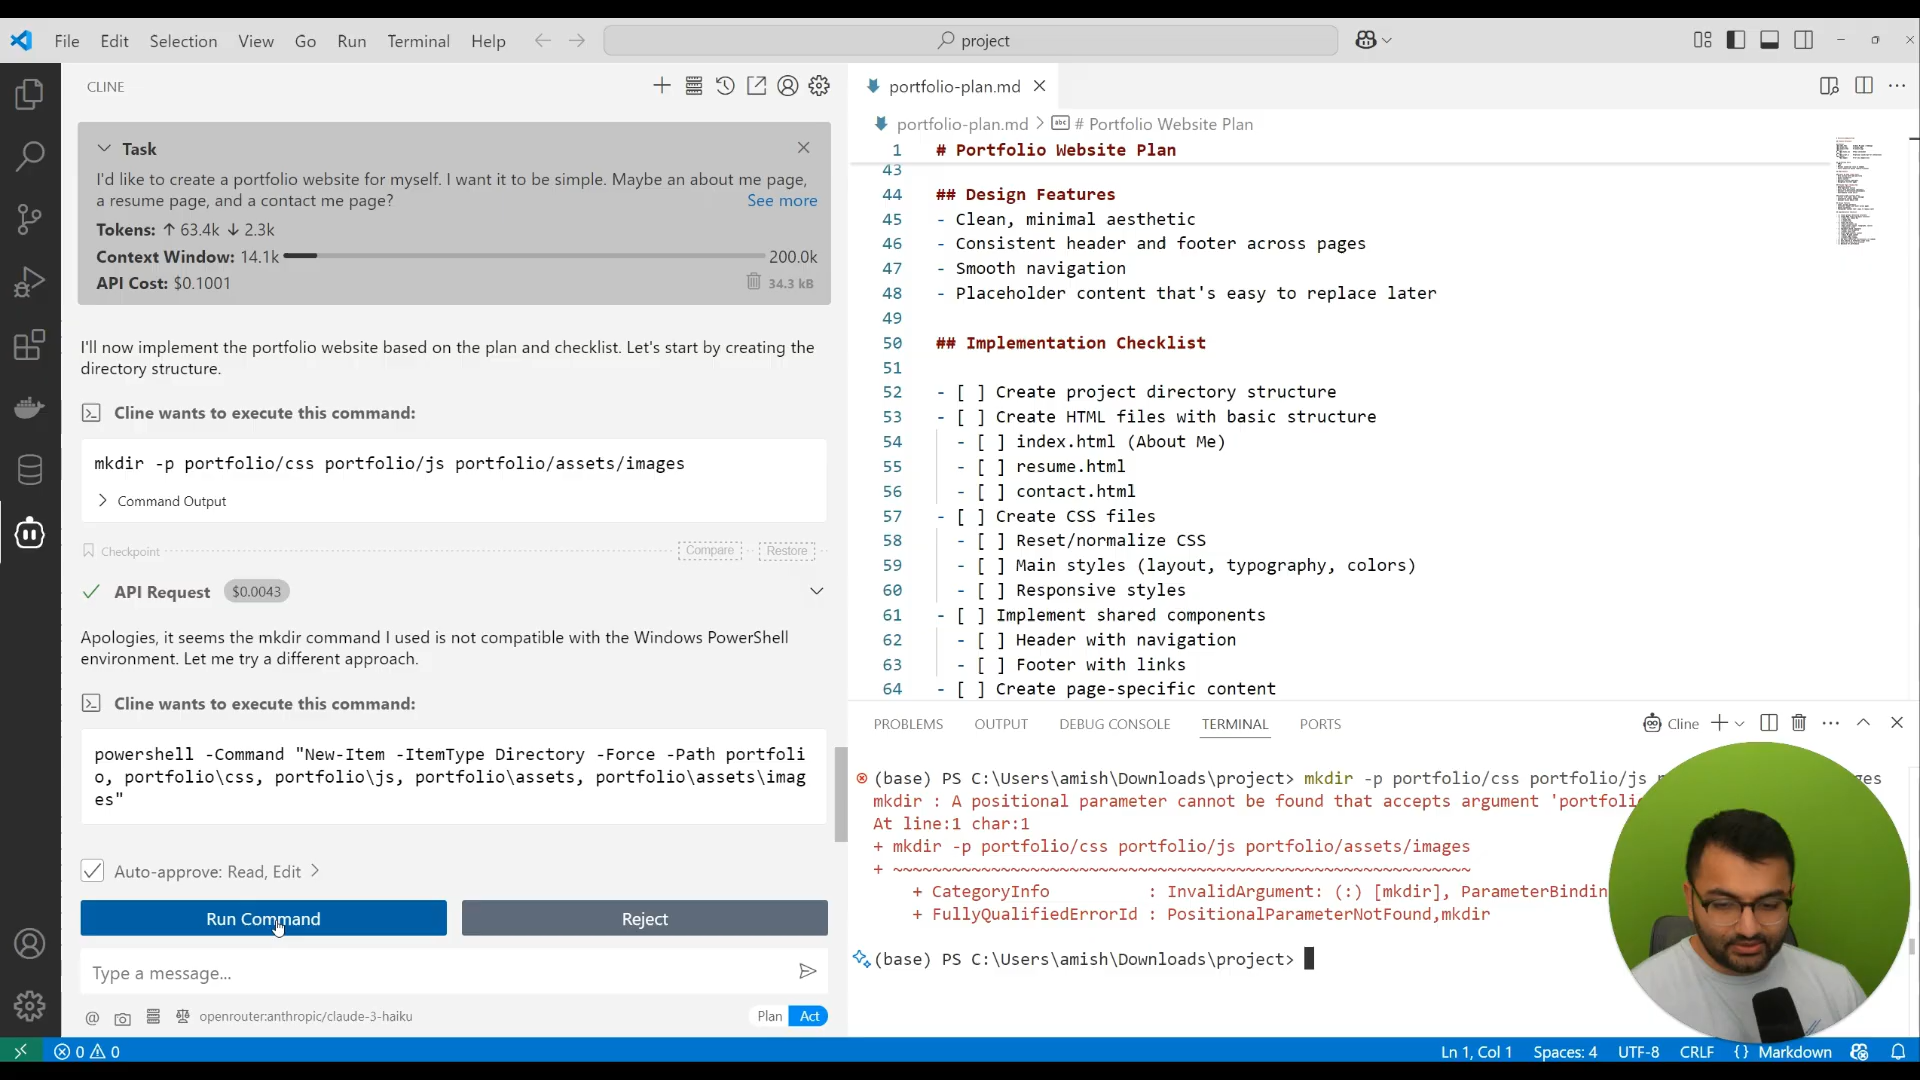 File Edit Selection View Go Run Terminal Help
project
CLINE
Task
I'd like to create a portfolio website for myself. I want it to be simple. Maybe an about me page,
a resume page, and a contact me page?
See more
Tokens: ↑ 63.4k ↓ 2.3k
Context Window: 14.1k 200.0k
API Cost: $0.1001
34.3 kB
I'll now implement the portfolio website based on the plan and checklist. Let's start by creating the
directory structure.
Cline wants to execute this command:
mkdir -p portfolio/css portfolio/js portfolio/assets/images
Command Output
Checkpoint
Compare
Restore
API Request $0.0043
Apologies, it seems the mkdir command I used is not compatible with the Windows PowerShell
environment. Let me try a different approach.
Cline wants to execute this command:
powershell -Command "New-Item -ItemType Directory -Force -Path portfoli
o, portfolio\css, portfolio\js, portfolio\assets, portfolio\assets\imag
es"
Auto-approve: Read, Edit
Run Command
Reject
Type a message...
@
openrouter:anthropic/claude-3-haiku
Plan Act
portfolio-plan.md
portfolio-plan.md > # Portfolio Website Plan
1 # Portfolio Website Plan
43
44 ## Design Features
45 - Clean, minimal aesthetic
46 - Consistent header and footer across pages
47 - Smooth navigation
48 - Placeholder content that's easy to replace later
49
50 ## Implementation Checklist
51
52 - [ ] Create project directory structure
53 - [ ] Create HTML files with basic structure
54 - [ ] index.html (About Me)
55 - [ ] resume.html
56 - [ ] contact.html
57 - [ ] Create CSS files
58 - [ ] Reset/normalize CSS
59 - [ ] Main styles (layout, typography, colors)
60 - [ ] Responsive styles
61 - [ ] Implement shared components
62 - [ ] Header with navigation
63 - [ ] Footer with links
64 - [ ] Create page-specific content
PROBLEMS OUTPUT DEBUG CONSOLE TERMINAL PORTS
Cline
(base) PS C:\Users\amish\Downloads\project> mkdir -p portfolio/css portfolio/js
mkdir : A positional parameter cannot be found that accepts argument 'portfolio
At line:1 char:1
+ mkdir -p portfolio/css portfolio/js portfolio/assets/images
+ ~~~~~~~~~~~~~~~~~~~~~~~~~~~~~~~~~~~~~~~~~~~~~~~~~~~~~~~~~~~
+ CategoryInfo : InvalidArgument: (:) [mkdir], ParameterBindin
+ FullyQualifiedErrorId : PositionalParameterNotFound,mkdir
(base) PS C:\Users\amish\Downloads\project>
0 0
Ln 1, Col 1 Spaces: 4 UTF-8 CRLF {} Markdown